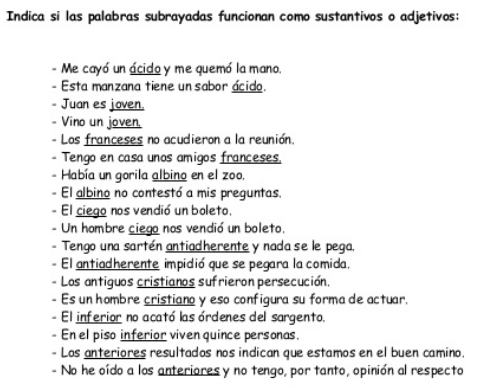 Indica si las palabras subrayadas funcionan como sustantivos o adjetivos:
- Me cayó un ácido y me quemó la mano.
- Esta manzana tiene un sabor ácido.
- Juan es joven.
- Vino un joven.
- Los franceses no acudieron a la reunión.
- Tengo en casa unos amigos franceses.
- Había un gorila albino en el zoo.
- El albino no contestó a mis preguntas.
- El ciego nos vendió un boleto.
- Un hombre ciego nos vendió un boleto.
- Tengo una sartén antiadherente y nada se le pega.
- El antiadherente impidió que se pegara la comida.
- Los antiguos cristianos sufrieron persecución.
- Es un hombre cristiano y eso configura su forma de actuar.
- El inferior no acató las órdenes del sargento.
- En el piso inferior viven quince personas.
- Los anteriores resultados nos indican que estamos en el buen camino.
- No he oído a los anteriores y no tengo, por tanto, opinión al respecto